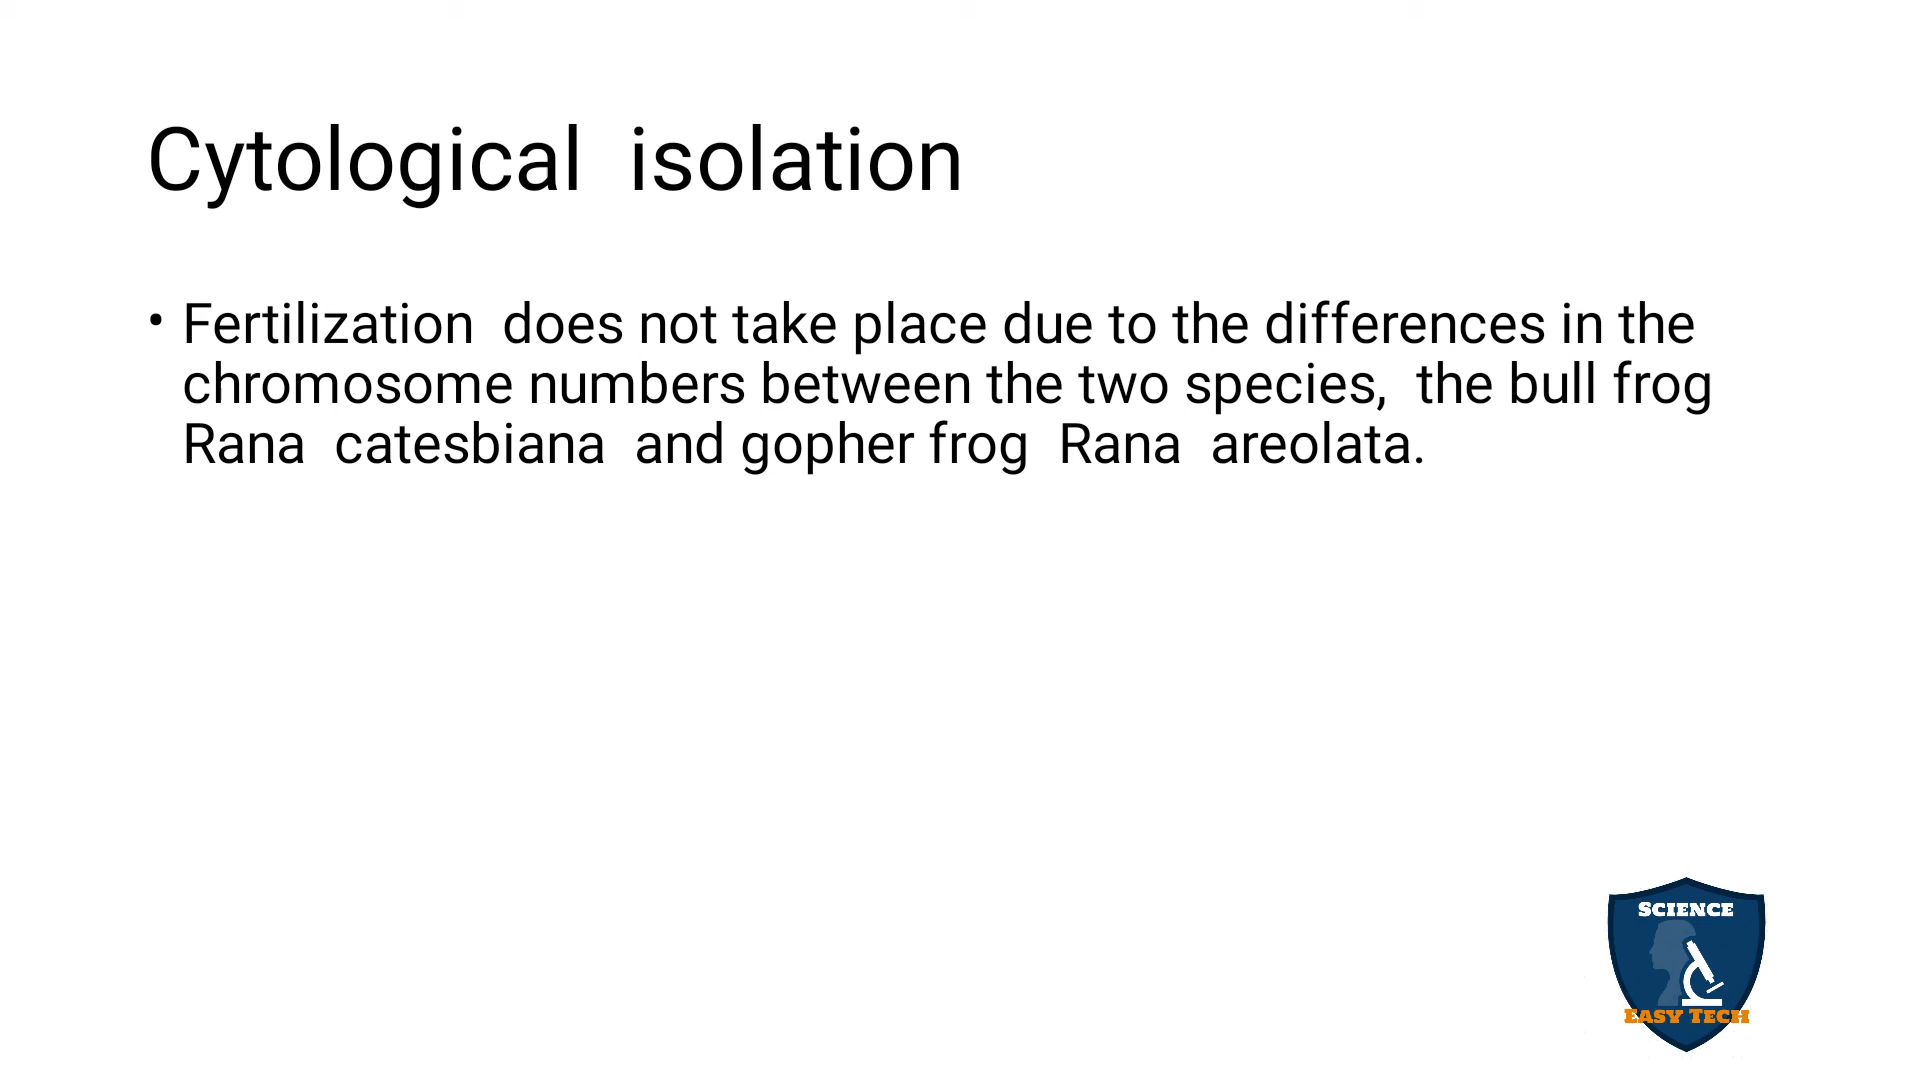 Cytological isolation
• Fertilization does not take place due to the differences in the
chromosome numbers between the two species, the bull frog
Rana catesbiana and gopher frog Rana areolata.
SCIENCE
EASY TECH